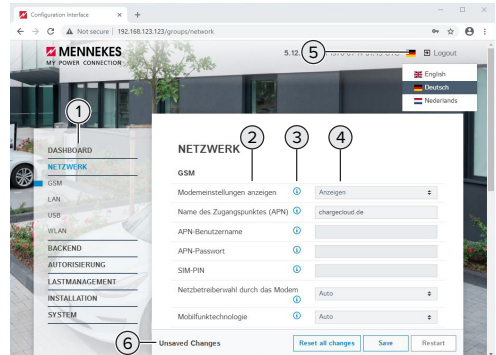 Configuration Interface
Not secure | 192.168.123.123/groups/network
MENNEKES
MY POWER CONNECTION
5.12.
5
Logout
English
Deutsch
Nederlands
1
2
3
4
DASHBOARD
NETZWERK
GSM
LAN
USB
WLAN
BACKEND
AUTORISIERUNG
LASTMANAGEMENT
INSTALLATION
SYSTEM
NETZWERK
GSM
Modemeinstellungen anzeigen
Anzeigen
Name des Zugangspunktes (APN)
chargecloud.de
APN-Benutzername
APN-Passwort
SIM-PIN
Netzbetreiberwahl durch das Modem
Auto
Mobilfunktechnologie
Auto
6
Unsaved Changes
Reset all changes
Save
Restart